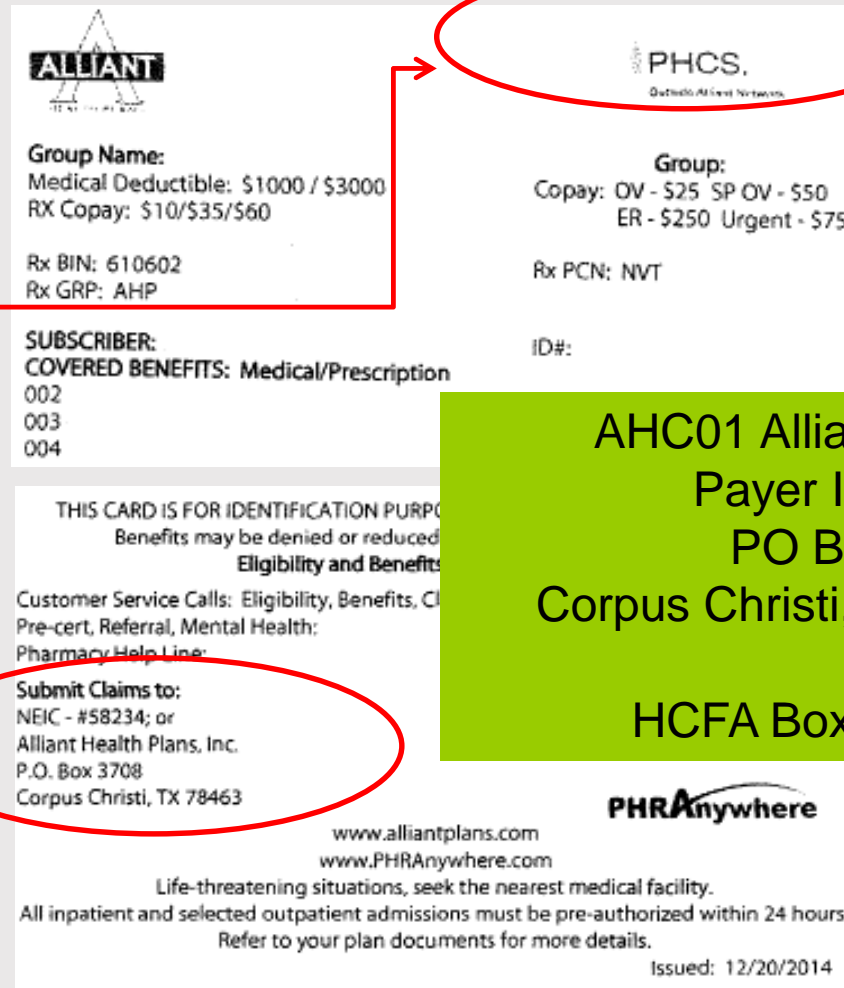 ALLIANT
PHCS.
Outside Alliant Network
Group Name:
Medical Deductible: $1000 / $3000
RX Copay: $10/$35/$60
Group:
Copay: OV - $25 SP OV - $50
ER - $250 Urgent - $75
Rx BIN: 610602
Rx GRP: AHP
Rx PCN: NVT
SUBSCRIBER:
ID#:
COVERED BENEFITS: Medical/Prescription
002
003
004
AHC01 Allia
Payer I
PO B
Corpus Christi,
HCFA Box
THIS CARD IS FOR IDENTIFICATION PURPO
Benefits may be denied or reduced
Eligibility and Benefits
Customer Service Calls: Eligibility, Benefits, Cl
Pre-cert, Referral, Mental Health:
Pharmacy Help Line:
Submit Claims to:
NEIC - #58234; or
Alliant Health Plans, Inc.
P.O. Box 3708
Corpus Christi, TX 78463
PHRAnywhere
www.alliantplans.com
www.PHRAnywhere.com
Life-threatening situations, seek the nearest medical facility.
All inpatient and selected outpatient admissions must be pre-authorized within 24 hours
Refer to your plan documents for more details.
Issued: 12/20/2014